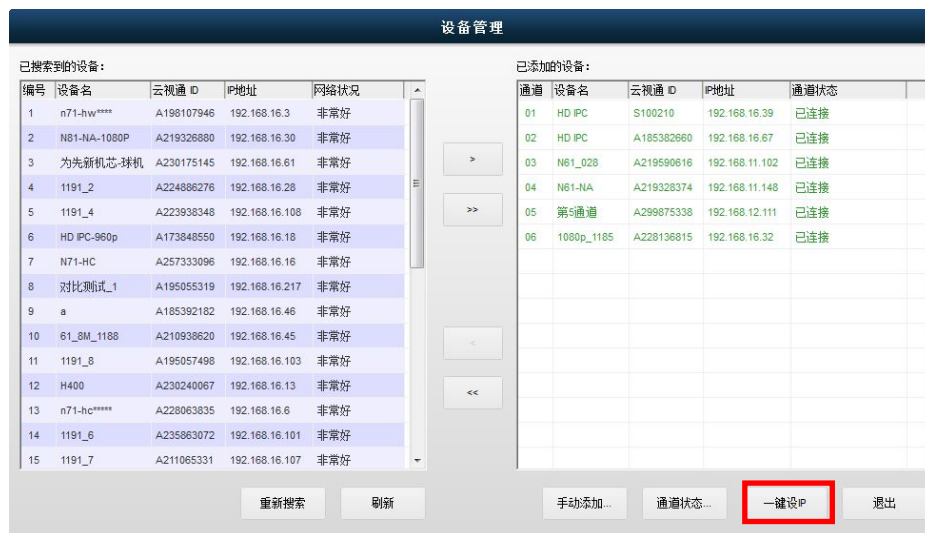 设备管理
已搜索到的设备：
编号 设备名 云视通 ID IP地址 网络状况
1 n71-hw**** A198107946 192.168.16.3 非常好
2 N81-NA-1080P A219326880 192.168.16.30 非常好
3 为先新机芯-球机 A230175145 192.168.16.61 非常好
4 1191_2 A224886276 192.168.16.28 非常好
5 1191_4 A223938348 192.168.16.108 非常好
6 HD IPC-960p A173848550 192.168.16.18 非常好
7 N71-HC A257333096 192.168.16.16 非常好
8 对比测试_1 A195055319 192.168.16.217 非常好
9 a A185392182 192.168.16.46 非常好
10 61_8M_1188 A210938620 192.168.16.45 非常好
11 1191_8 A195057498 192.168.16.103 非常好
12 H400 A230240067 192.168.16.13 非常好
13 n71-hc***** A228063835 192.168.16.6 非常好
14 1191_6 A235863072 192.168.16.101 非常好
15 1191_7 A211065331 192.168.16.107 非常好
重新搜索 刷新
>
>>
<
<<
已添加的设备：
通道 设备名 云视通 ID IP地址 通道状态
01 HD IPC S100210 192.168.16.39 已连接
02 HD IPC A185382660 192.168.16.67 已连接
03 N61_028 A219590616 192.168.11.102 已连接
04 N61-NA A219328374 192.168.11.148 已连接
05 第5通道 A299875338 192.168.12.111 已连接
06 1080p_1185 A228136815 192.168.16.32 已连接
手动添加... 通道状态... 一键设IP 退出